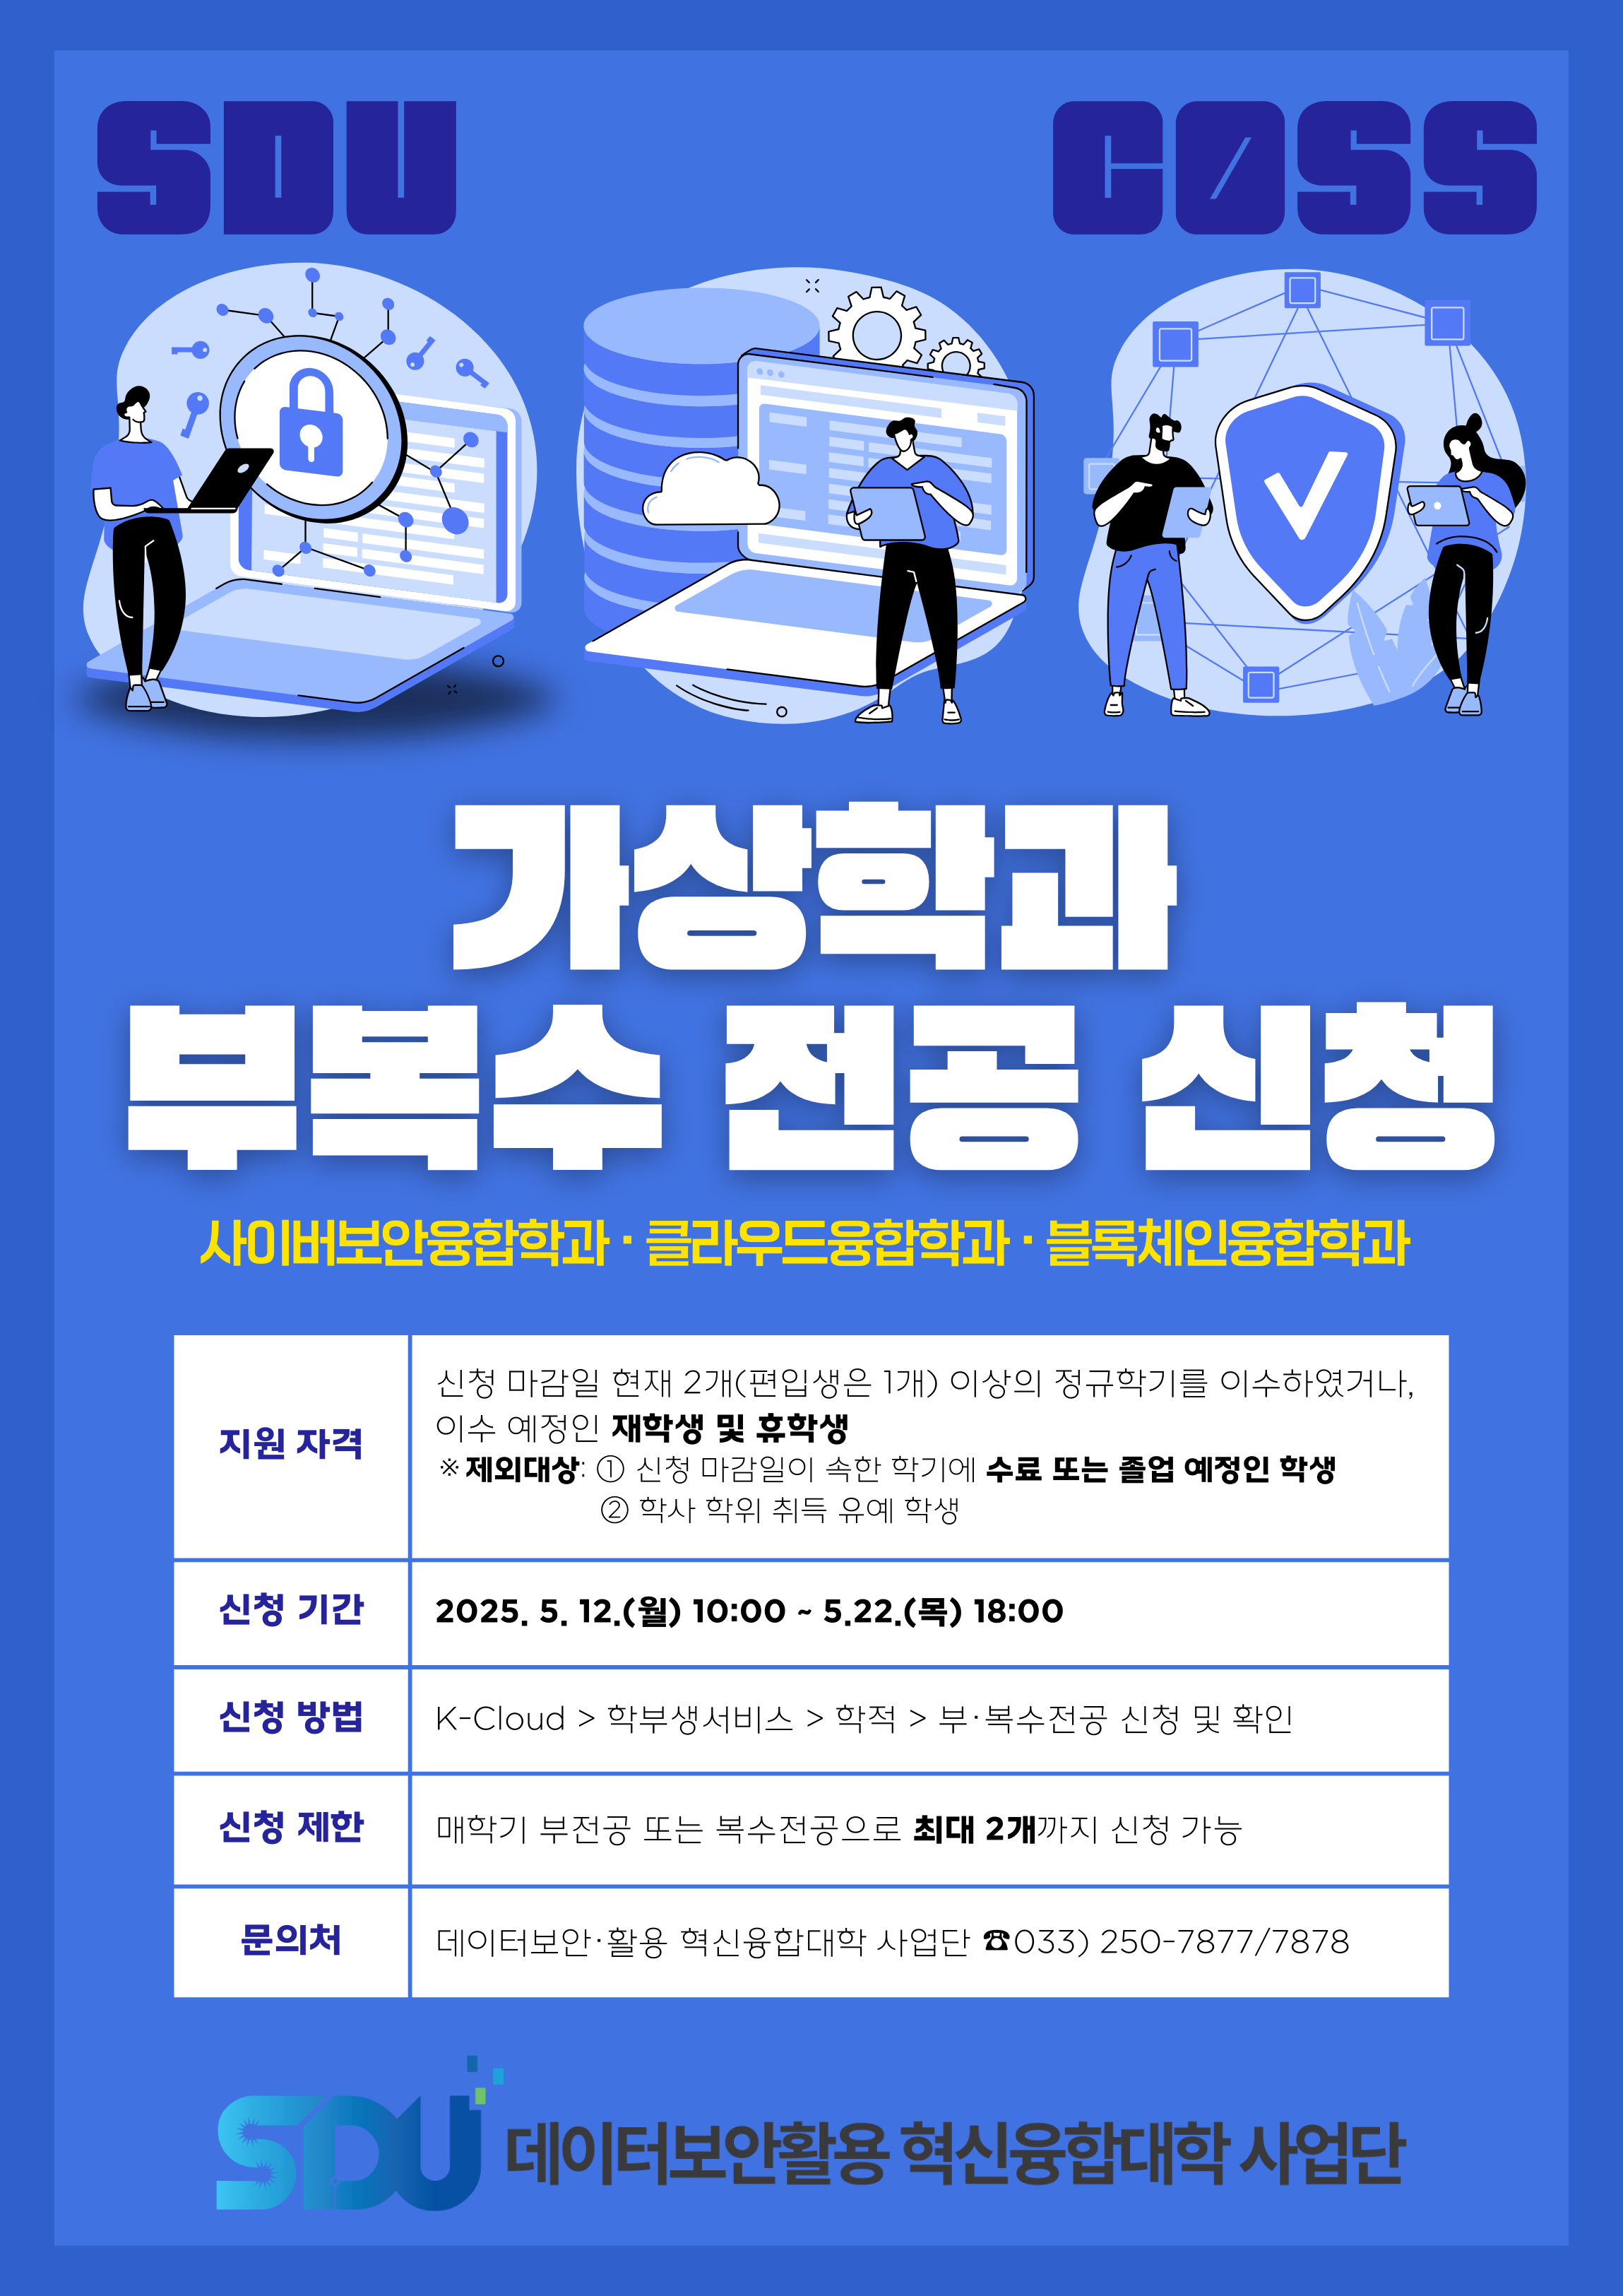 SDU
C0SS
가상학과
부복수 전공 신청
사이버보안융합학과 · 클라우드융합학과 · 블록체인융합학과
지원 자격
신청 마감일 현재 2개(편입생은 1개) 이상의 정규학기를 이수하였거나,
이수 예정인 재학생 및 휴학생
※ 제외대상: ① 신청 마감일이 속한 학기에 수료 또는 졸업 예정인 학생
② 학사 학위 취득 유예 학생
신청 기간
2025. 5. 12.(월) 10:00 ~ 5.22.(목) 18:00
신청 방법
K-Cloud > 학부생서비스 > 학적 > 부·복수전공 신청 및 확인
신청 제한
매학기 부전공 또는 복수전공으로 최대 2개까지 신청 가능
문의처
데이터보안·활용 혁신융합대학 사업단 ☎033) 250-7877/7878
SDU 데이터보안활용 혁신융합대학 사업단